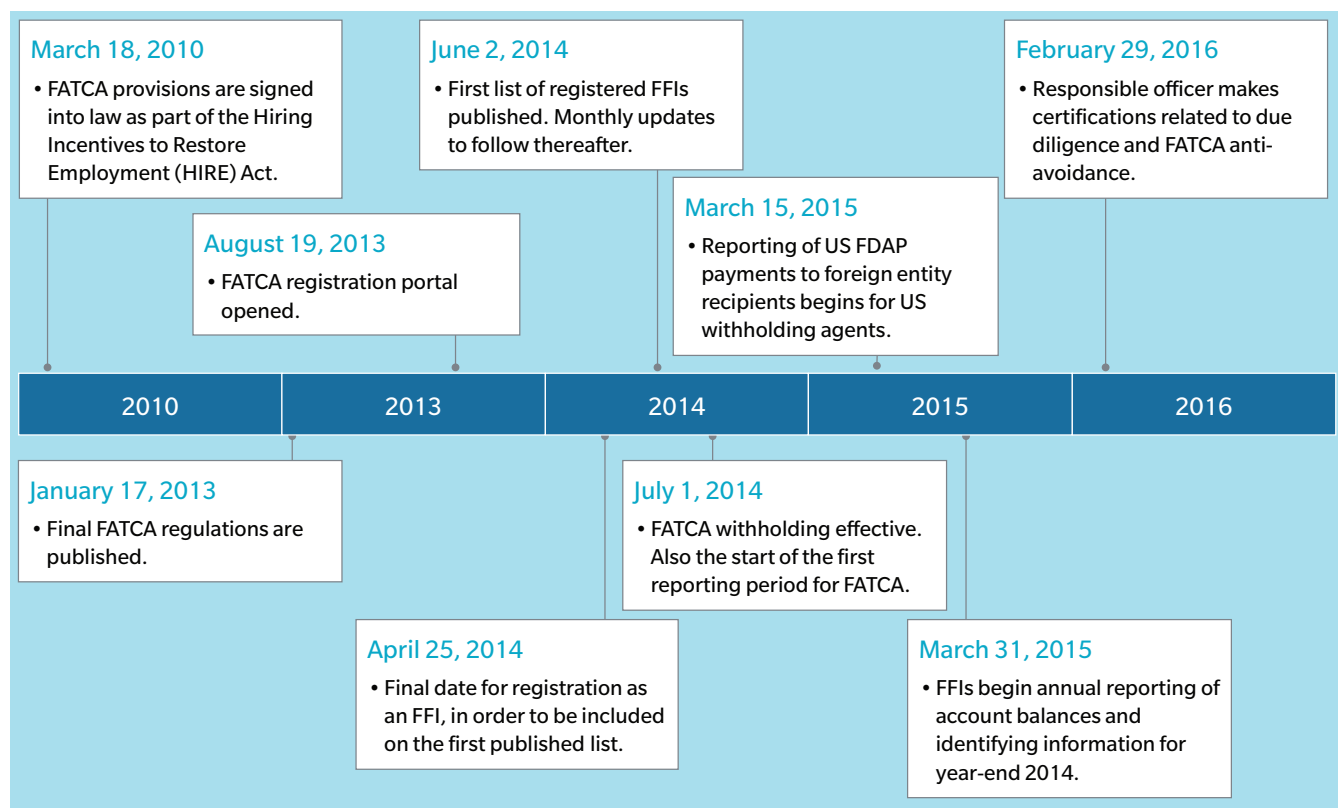 March 18, 2010
• FATCA provisions are signed
into law as part of the Hiring
Incentives to Restore
Employment (HIRE) Act.
August 19, 2013
• FATCA registration portal
opened.
June 2, 2014
• First list of registered FFIs
published. Monthly updates
to follow thereafter.
March 15, 2015
• Reporting of US FDAP
payments to foreign entity
recipients begins for US
withholding agents.
February 29, 2016
• Responsible officer makes
certifications related to due
diligence and FATCA anti-
avoidance.
2010
2013
2014
2015
2016
January 17, 2013
• Final FATCA regulations are
published.
April 25, 2014
• Final date for registration as
an FFI, in order to be included
on the first published list.
July 1, 2014
• FATCA withholding effective.
Also the start of the first
reporting period for FATCA.
March 31, 2015
• FFIs begin annual reporting of
account balances and
identifying information for
year-end 2014.